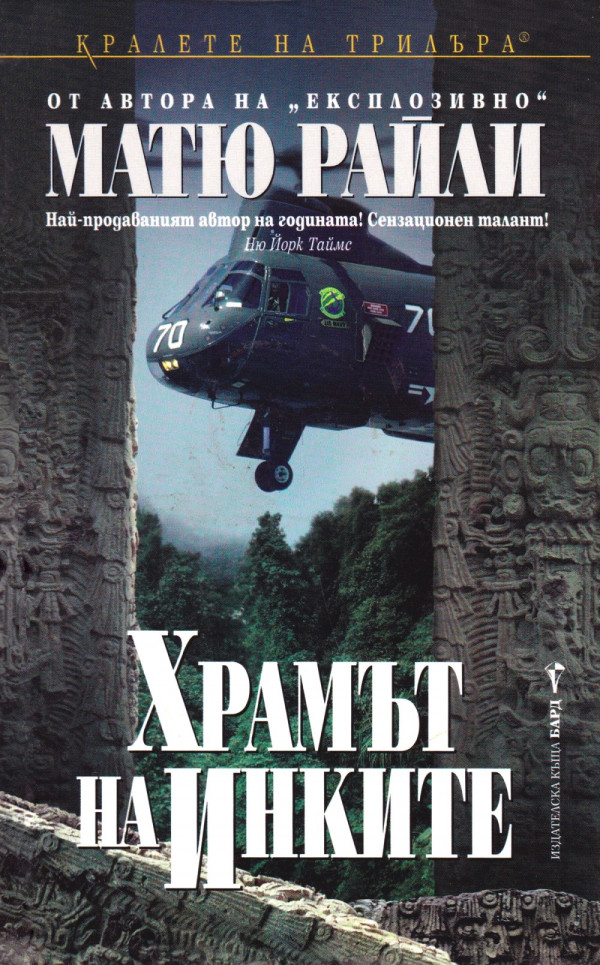 КРАЛЕТЕ НА ТРИЛЪРА®
ОТ АВТОРА НА „ЕКСПЛОЗИВНО“
МАТЮ РАЙЛИ
Най-продаваният автор на годината! Сензационен талант!
Ню Йорк Таймс
70
70
ХРАМЪТ
НА ИНКИТЕ
ИЗДАТЕЛСКА КЪЩА БАРД